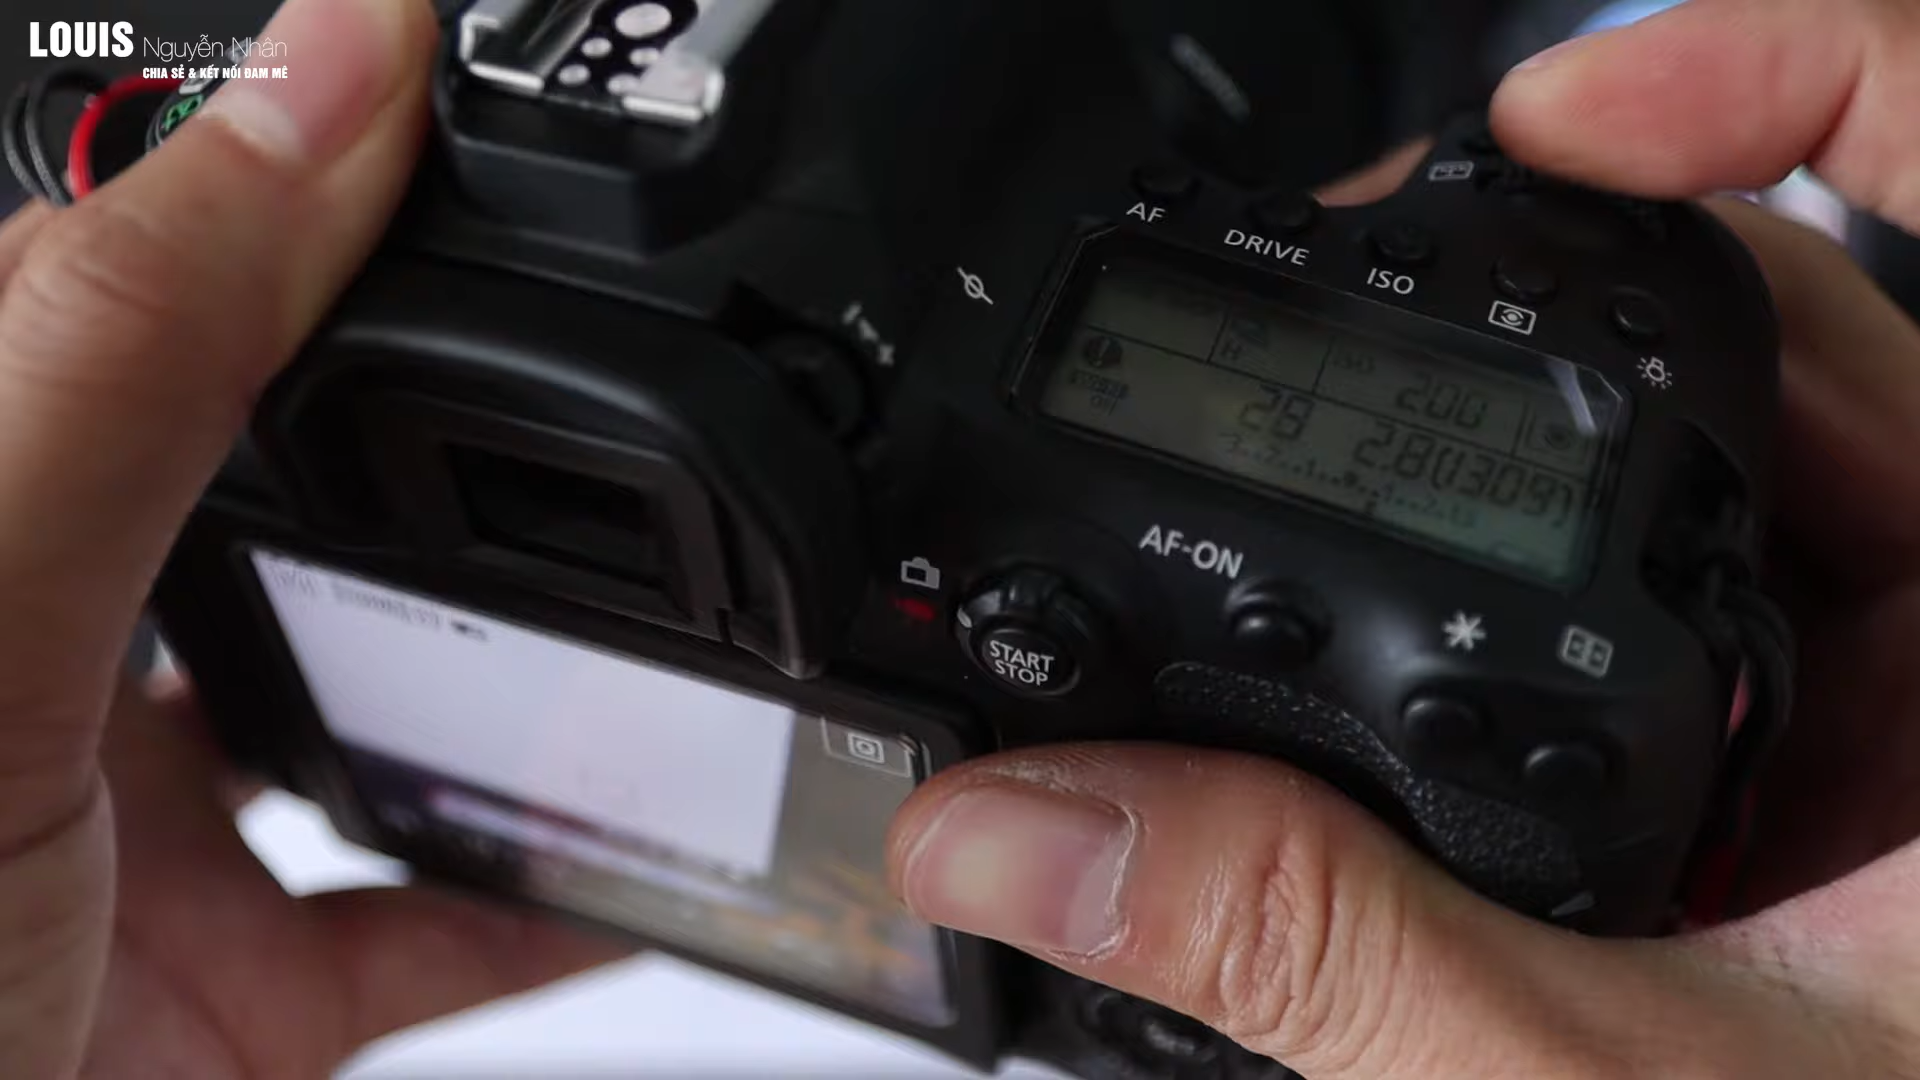 LOUIS Nguyễn Nhân
CHIA SẺ & KẾT NỐI ĐAM MÊ
AF
DRIVE
ISO
200
28 2.8(1309)
AF-ON
START
STOP